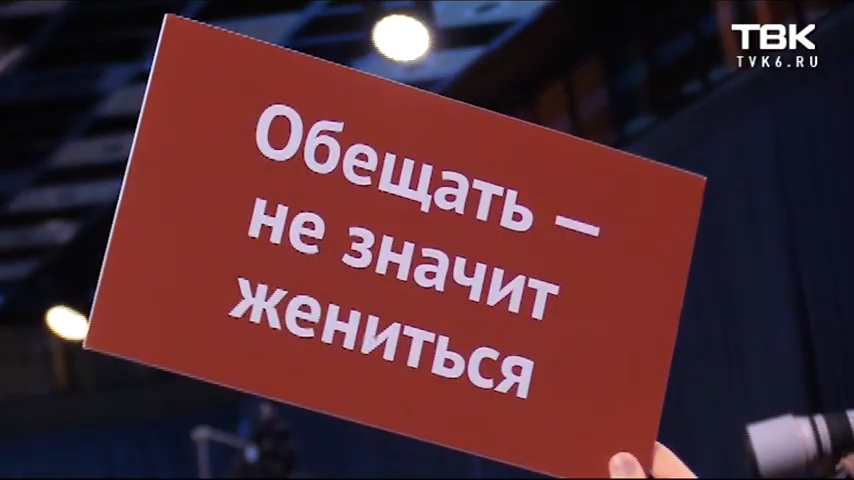 ТВК
TVK6.RU
Обещать –
не значит
жениться